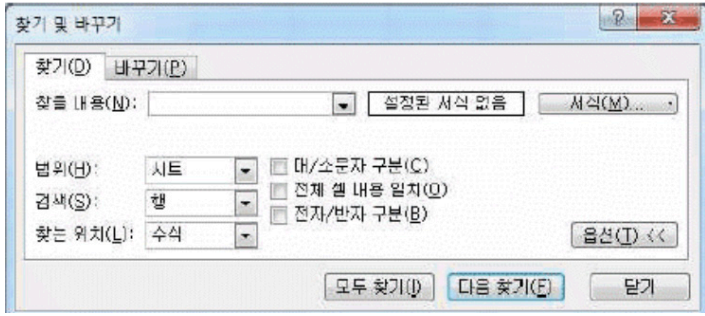 찾기 및 바꾸기
찾기(D) 바꾸기(P)
찾을 내용(N): 설정된 서식 없음 서식(M)...
범위(H): 시트 대/소문자 구분(C)
검색(S): 행 전체 셀 내용 일치(O)
찾는 위치(L): 수식 전자/반자 구분(B)
옵션(T) <<
모두 찾기(I) 다음 찾기(F) 닫기